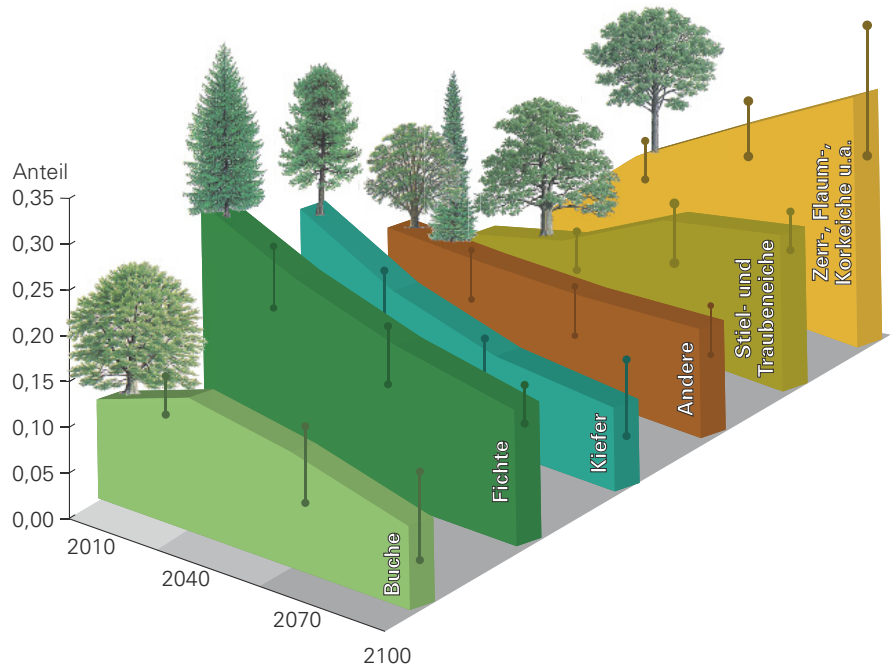 Anteil
0,35
0,30
0,25
0,20
0,15
0,10
0,05
0,00
2010
2040
2070
2100
Buche
Fichte
Kiefer
Andere
Stiel- und
Traubeneiche
Zerr-, Flaum-,
Korkeiche u.a.